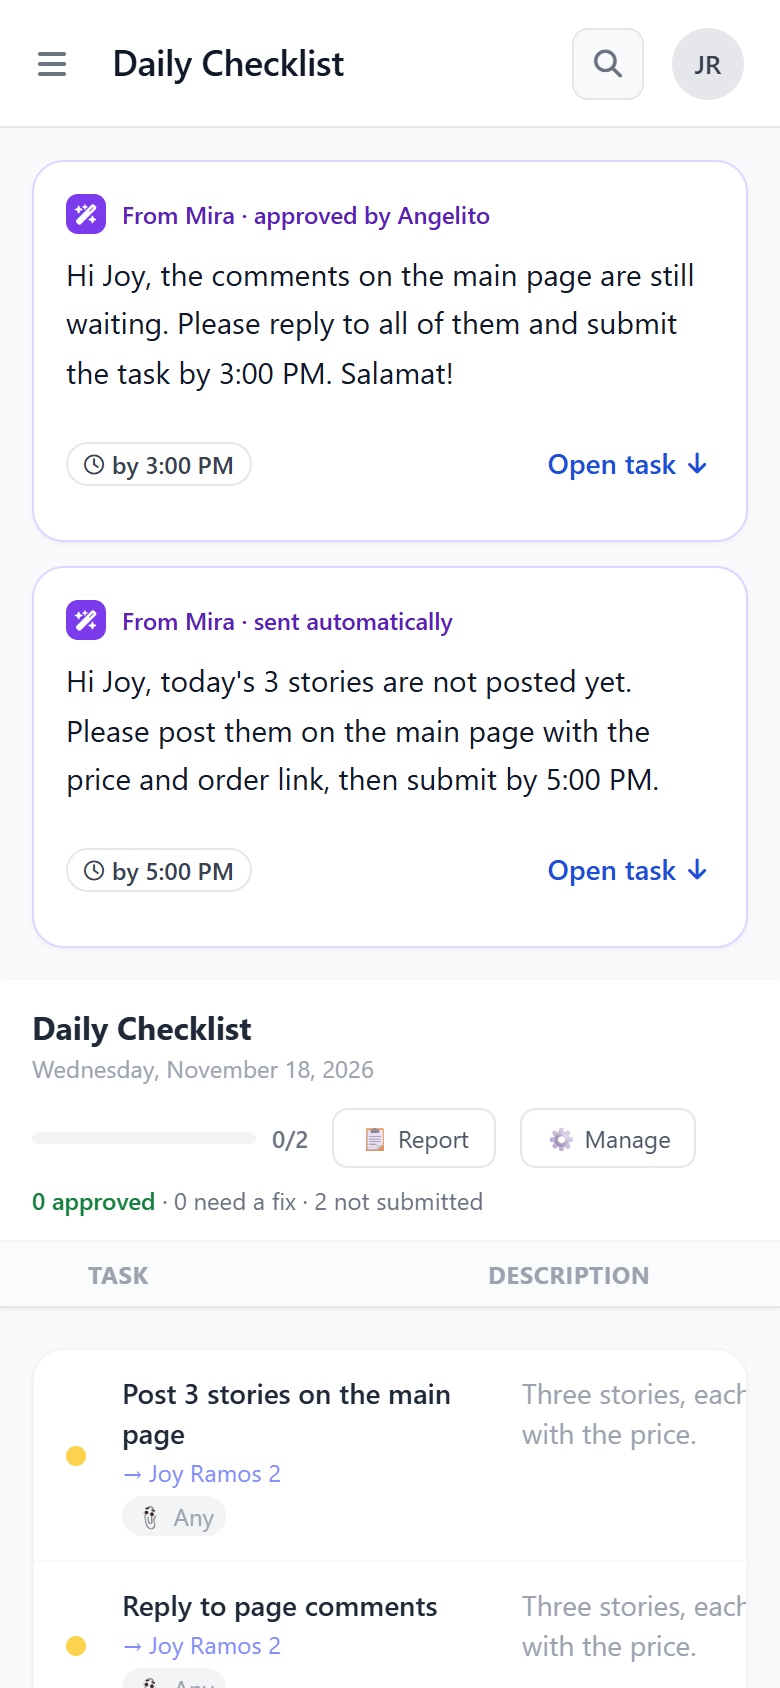 Daily Checklist
JR
From Mira · approved by Angelito
Hi Joy, the comments on the main page are still
waiting. Please reply to all of them and submit
the task by 3:00 PM. Salamat!
by 3:00 PM
Open task ↓
From Mira · sent automatically
Hi Joy, today's 3 stories are not posted yet.
Please post them on the main page with the
price and order link, then submit by 5:00 PM.
by 5:00 PM
Open task ↓
Daily Checklist
Wednesday, November 18, 2026
0/2
Report
Manage
0 approved · 0 need a fix · 2 not submitted
TASK DESCRIPTION
Post 3 stories on the main
page
Three stories, each
with the price.
→ Joy Ramos 2
Any
Reply to page comments
Three stories, each
with the price.
→ Joy Ramos 2
Any